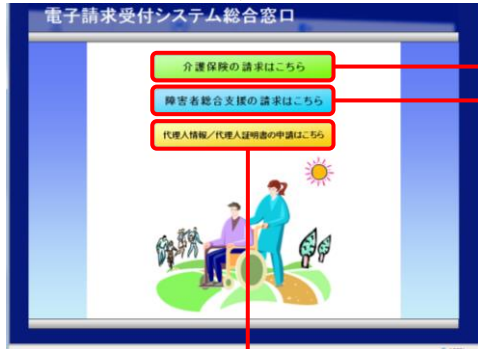 電子請求受付システム総合窓口
介護保険の請求はこちら
障害者総合支援の請求はこちら
代理人情報/代理人証明書の申請はこちら